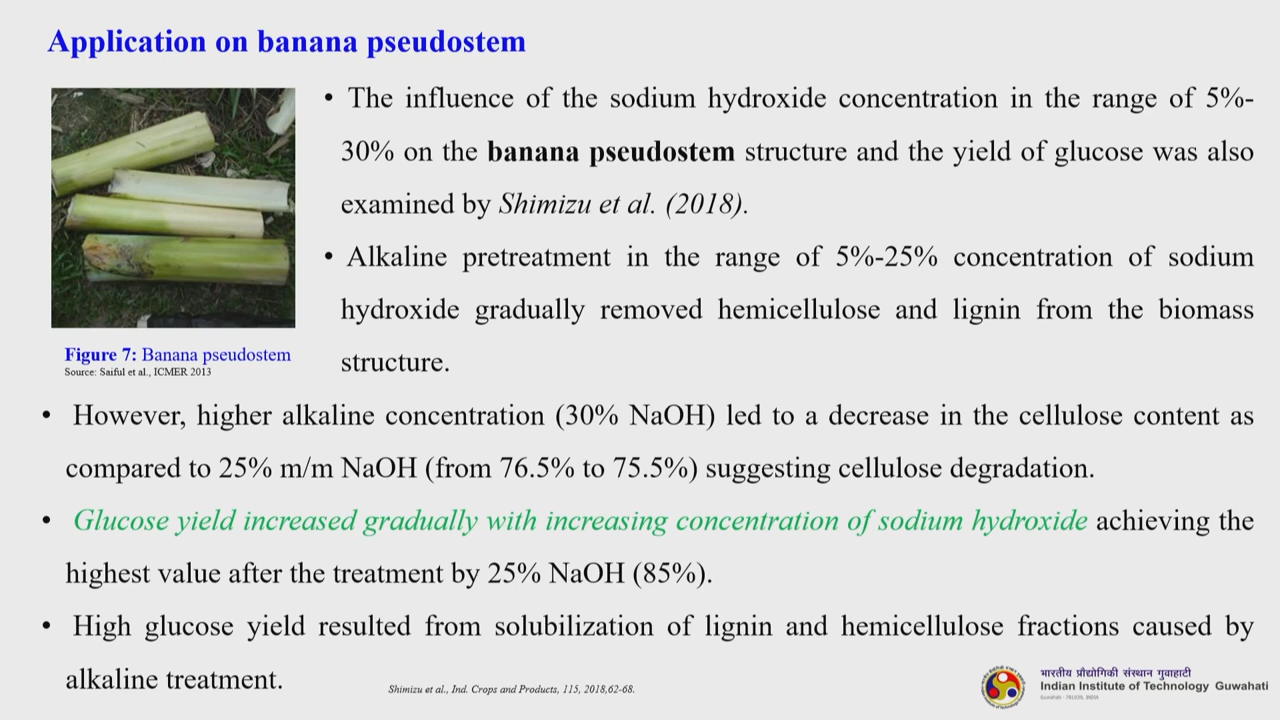 Application on banana pseudostem
• The influence of the sodium hydroxide concentration in the range of 5%-
30% on the banana pseudostem structure and the yield of glucose was also
examined by Shimizu et al. (2018).
• Alkaline pretreatment in the range of 5%-25% concentration of sodium
hydroxide gradually removed hemicellulose and lignin from the biomass
structure.
Figure 7: Banana pseudostem
Source: Saiful et al., ICMER 2013
• However, higher alkaline concentration (30% NaOH) led to a decrease in the cellulose content as
compared to 25% m/m NaOH (from 76.5% to 75.5%) suggesting cellulose degradation.
• Glucose yield increased gradually with increasing concentration of sodium hydroxide achieving the
highest value after the treatment by 25% NaOH (85%).
• High glucose yield resulted from solubilization of lignin and hemicellulose fractions caused by
alkaline treatment.
Shimizu et al., Ind. Crops and Products, 115, 2018,62-68.
भारतीय प्रौद्योगिकी संस्थान गुवाहाटी
Indian Institute of Technology Guwahati
Guwahati - 781039, INDIA